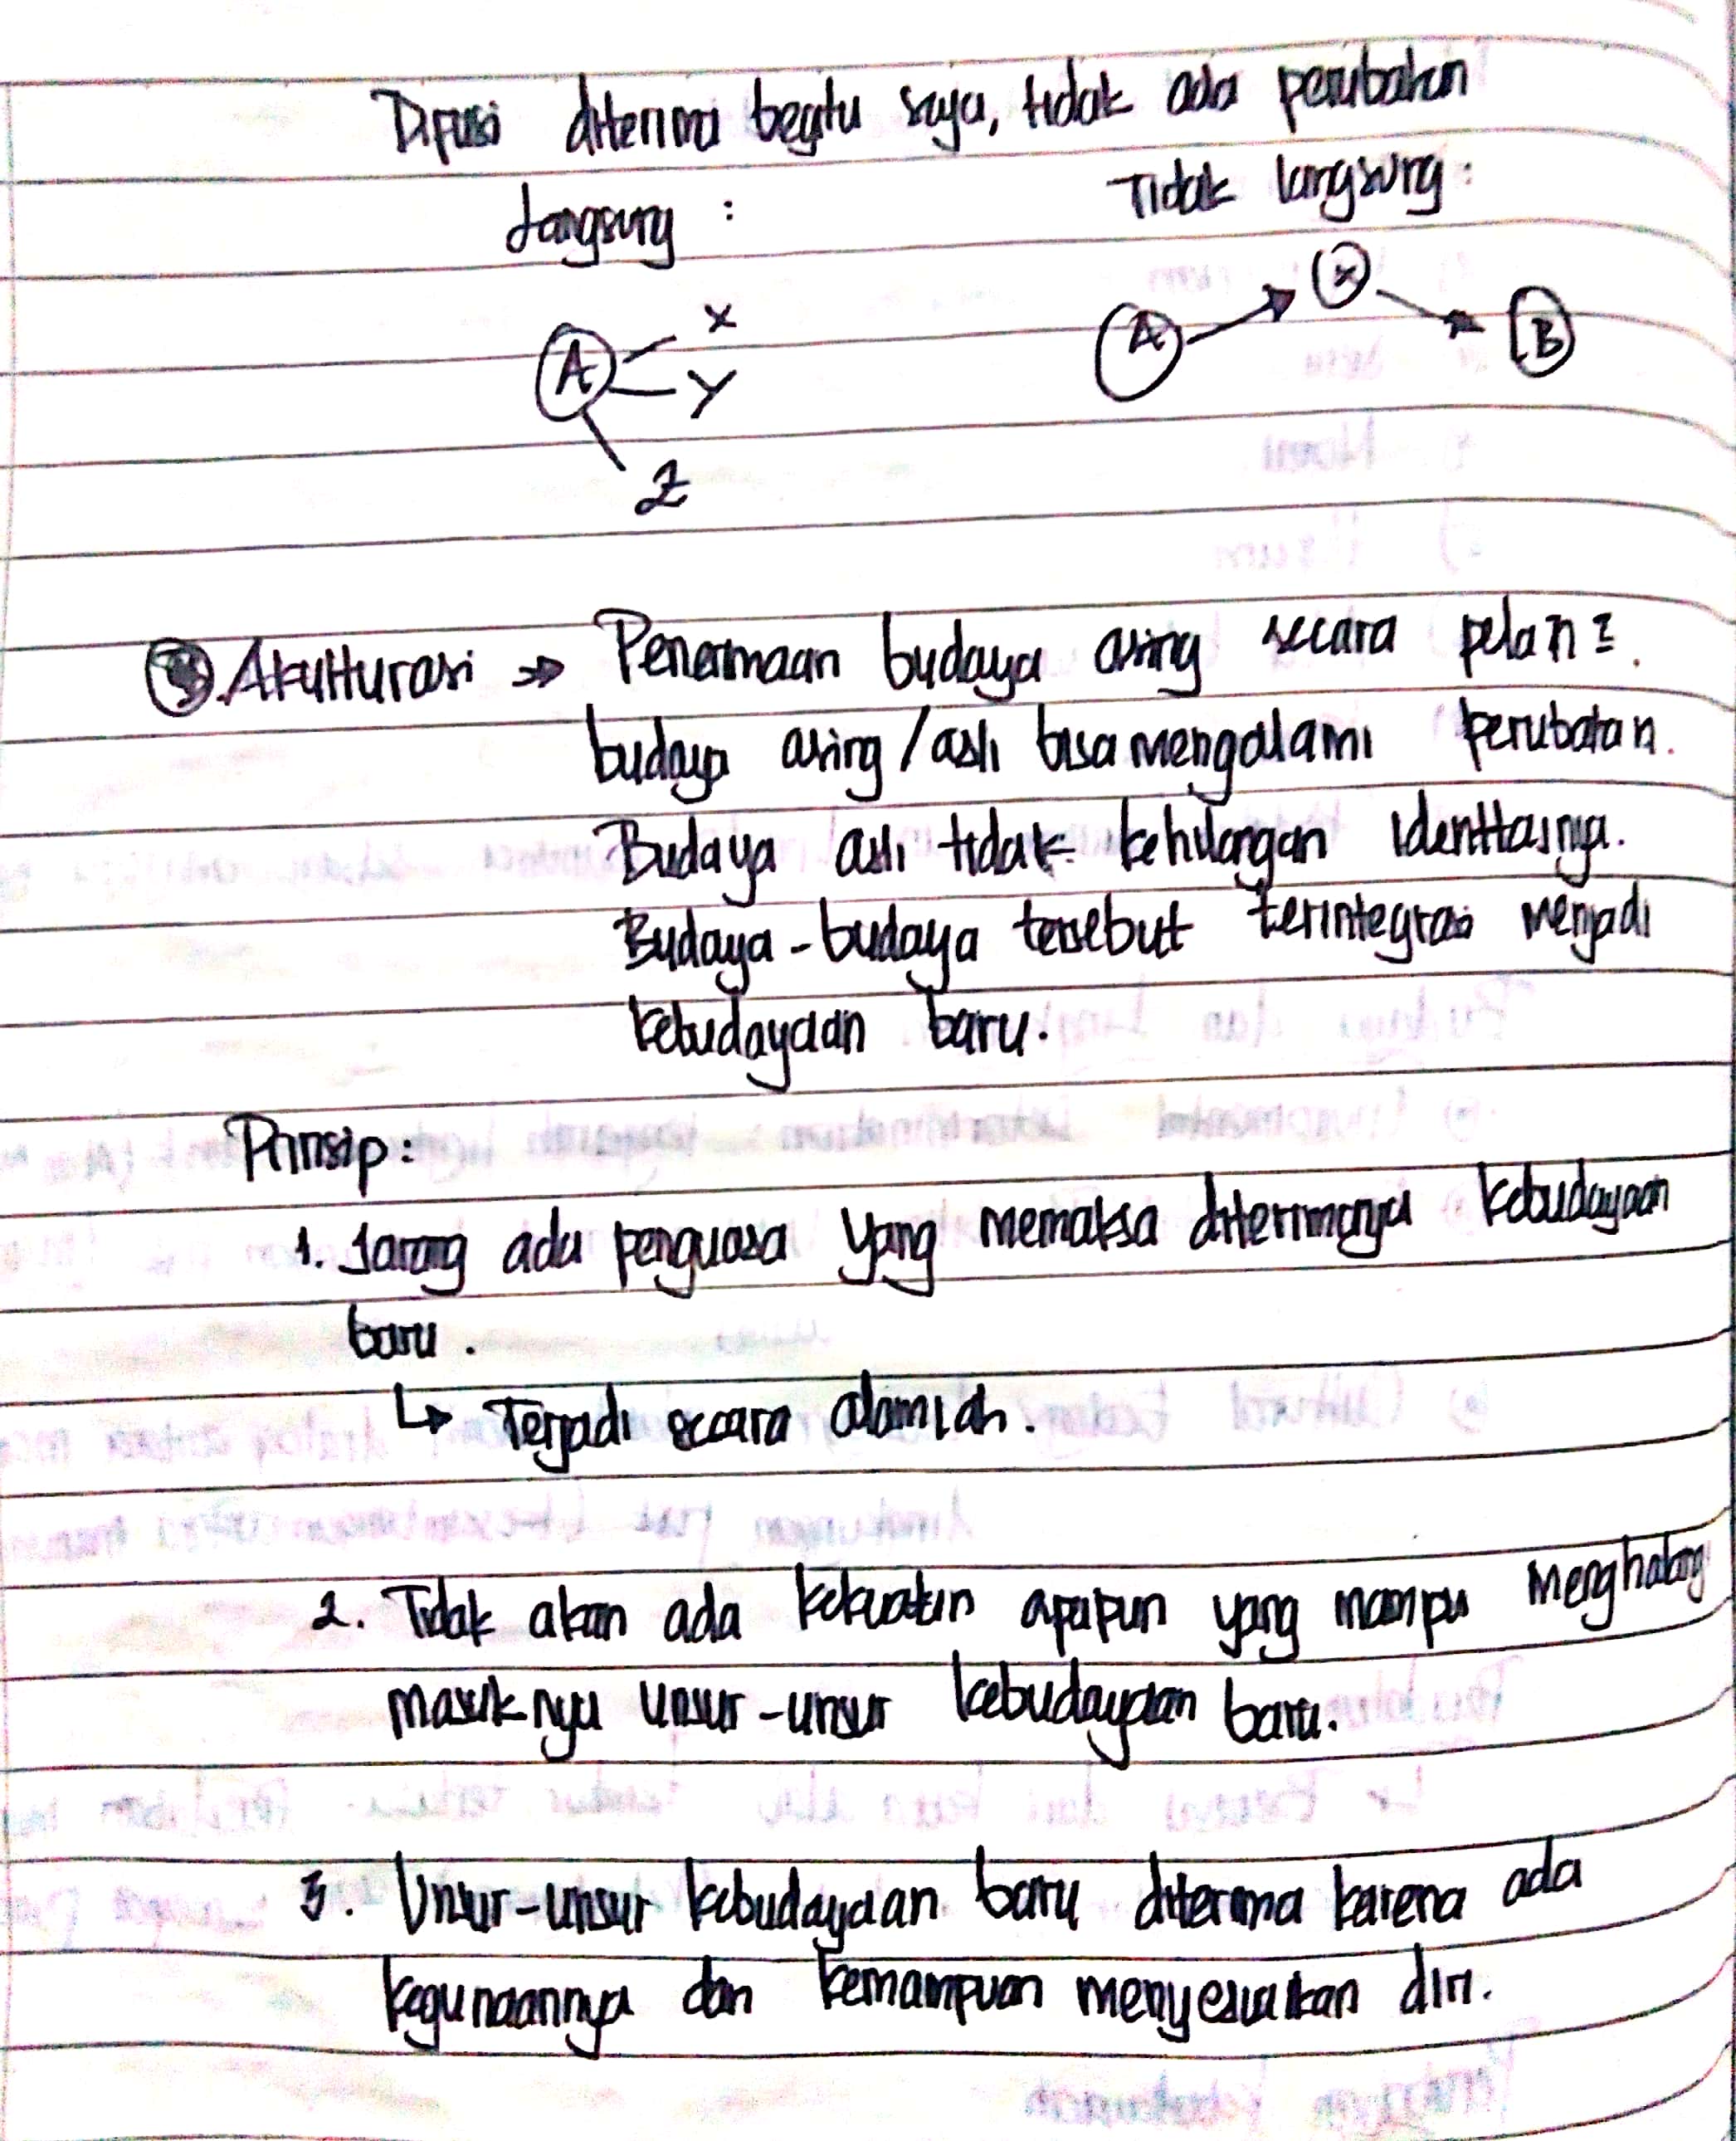 Difusi diterima begitu saja, tidak ada perubahan
Langsung :
Tidak langsung :
A
X
Y
Z
A
X
B
3. Akulturasi → Penerimaan budaya asing secara pelan².
budaya asing/asli bisa mengalami perubahan.
Budaya asli tidak kehilangan identitasnya.
Budaya-budaya tersebut terintegrasi menjadi
kebudayaan baru.
Prinsip:
1. Jarang ada penguasa yang memaksa diterimanya kebudayaan
baru.
↳ Terjadi secara alamiah.
2. Tidak akan ada kekuatan apapun yang mampu menghalang
masuknya unsur-unsur kebudayaan baru.
3. Unsur-unsur kebudayaan baru diterima karena ada
kegunaannya dan kemampuan menyesuaikan diri.